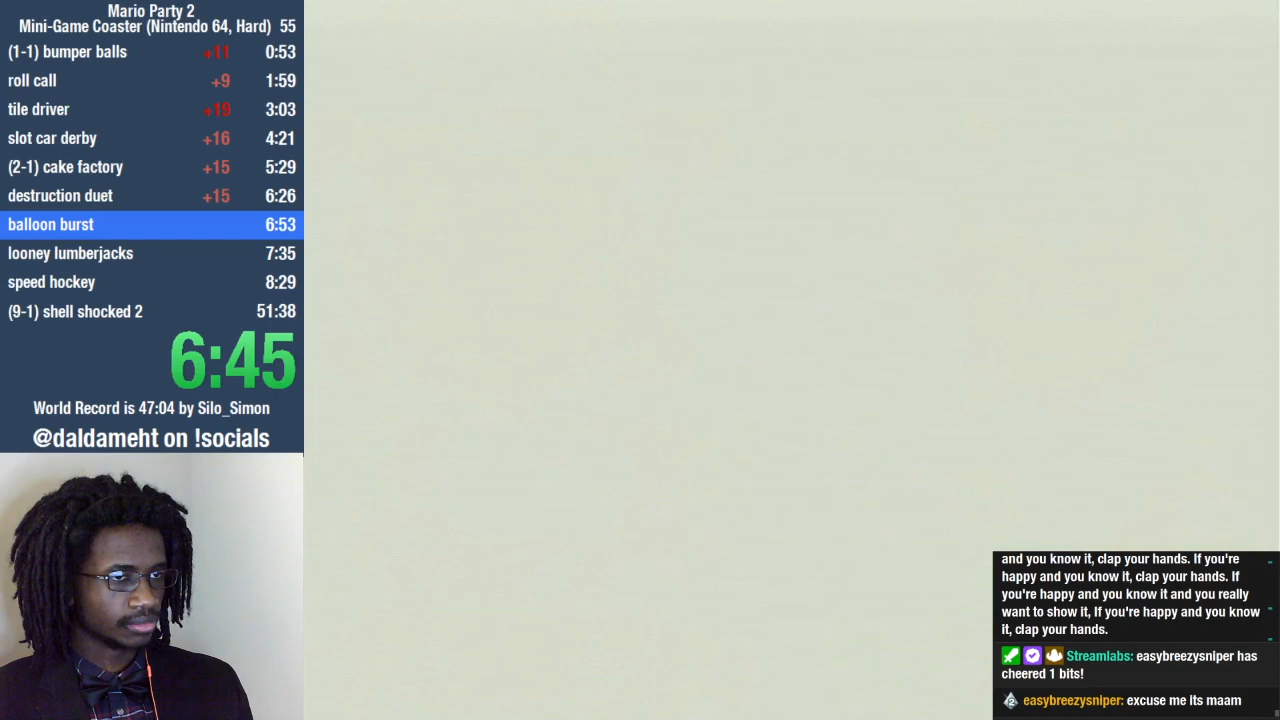 Mario Party 2
Mini-Game Coaster (Nintendo 64, Hard) 55
(1-1) bumper balls +11 0:53
roll call +9 1:59
tile driver +19 3:03
slot car derby +16 4:21
(2-1) cake factory +15 5:29
destruction duet +15 6:26
balloon burst 6:53
looney lumberjacks 7:35
speed hockey 8:29
(9-1) shell shocked 2 51:38
6:45
World Record is 47:04 by Silo_Simon
@daldameht on !socials
and you know it, clap your hands. If you're
happy and you know it, clap your hands. If
you're happy and you know it and you really
want to show it, If you're happy and you know
it, clap your hands.
Streamlabs: easybreezysniper has
cheered 1 bits!
2 easybreezysniper: excuse me its maam